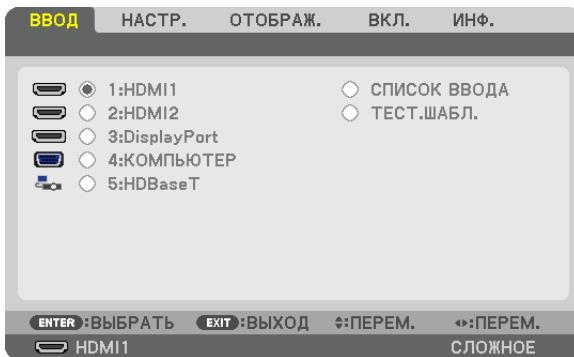 ВВОД НАСТР. ОТОБРАЖ. ВКЛ. ИНФ.
1:HDMI1 СПИСОК ВВОДА
2:HDMI2 ТЕСТ.ШАБЛ.
3:DisplayPort
4:КОМПЬЮТЕР
5:HDBaseT
ENTER :ВЫБРАТЬ EXIT :ВЫХОД :ПЕРЕМ. :ПЕРЕМ.
HDMI1 СЛОЖНОЕ